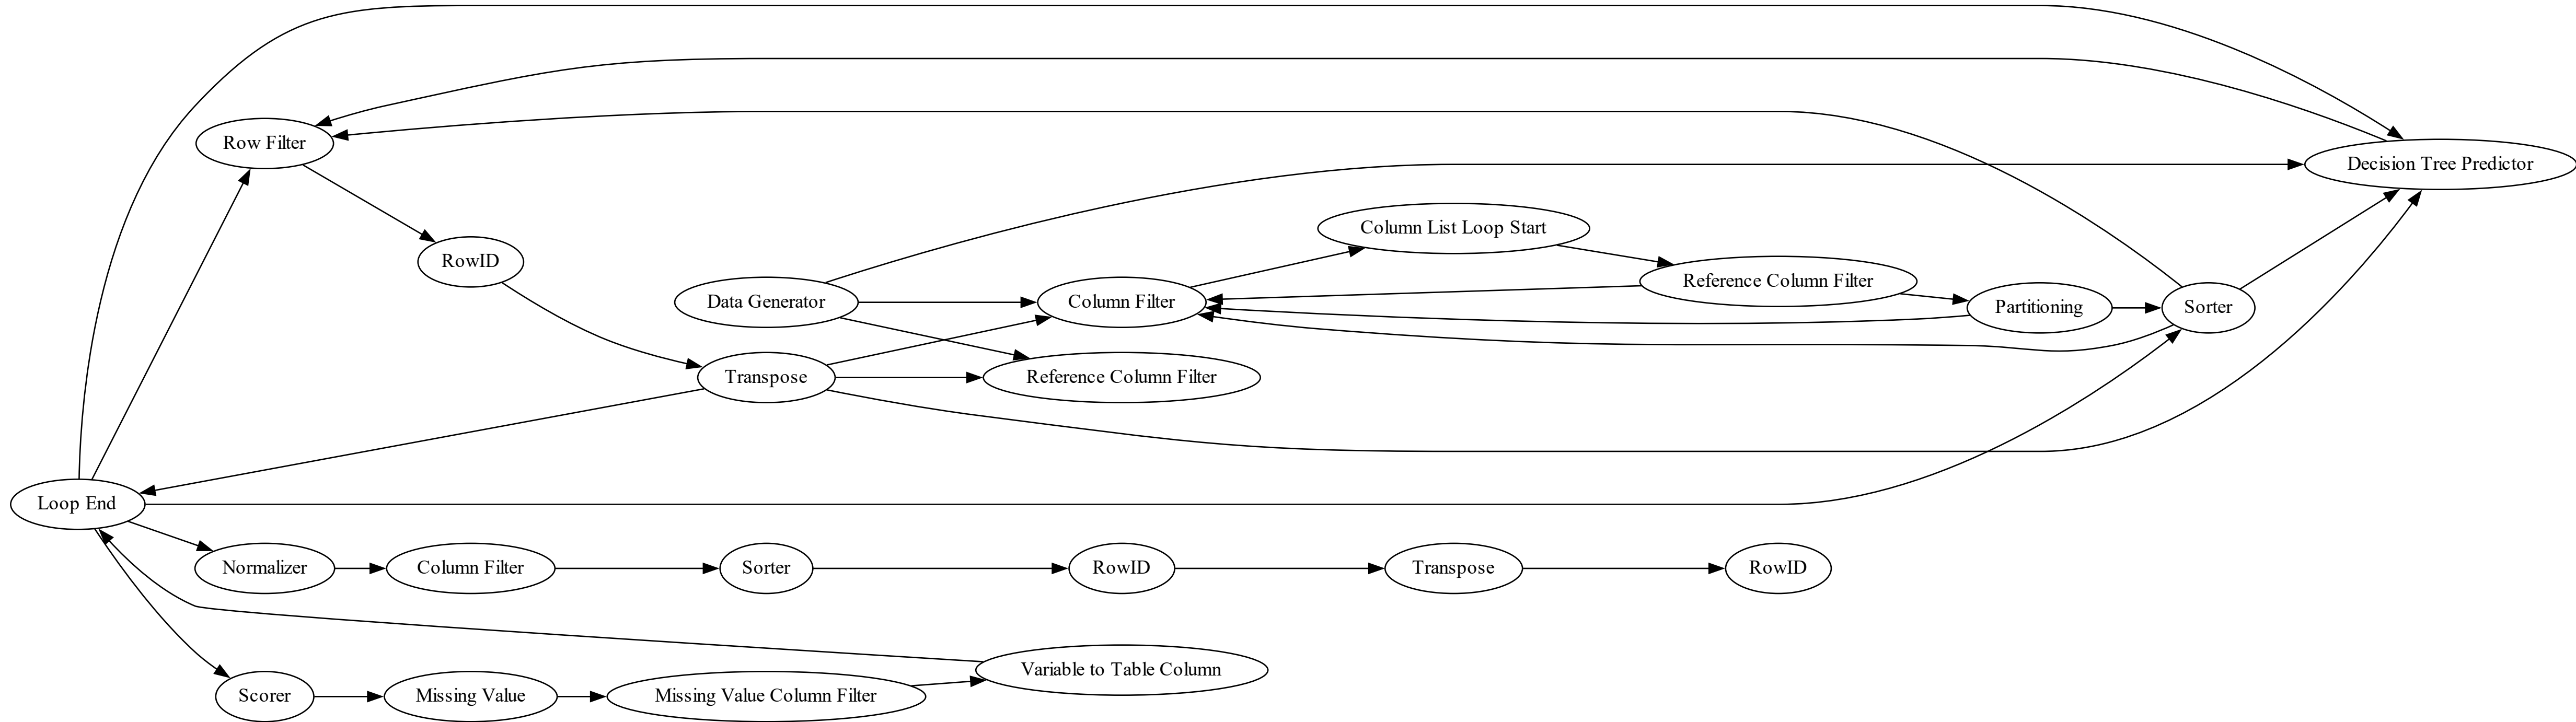 Row Filter
Decision Tree Predictor
Column List Loop Start
RowID
Reference Column Filter
Data Generator
Column Filter
Partitioning
Sorter
Transpose
Reference Column Filter
Loop End
Normalizer
Column Filter
Sorter
RowID
Transpose
RowID
Variable to Table Column
Scorer
Missing Value
Missing Value Column Filter